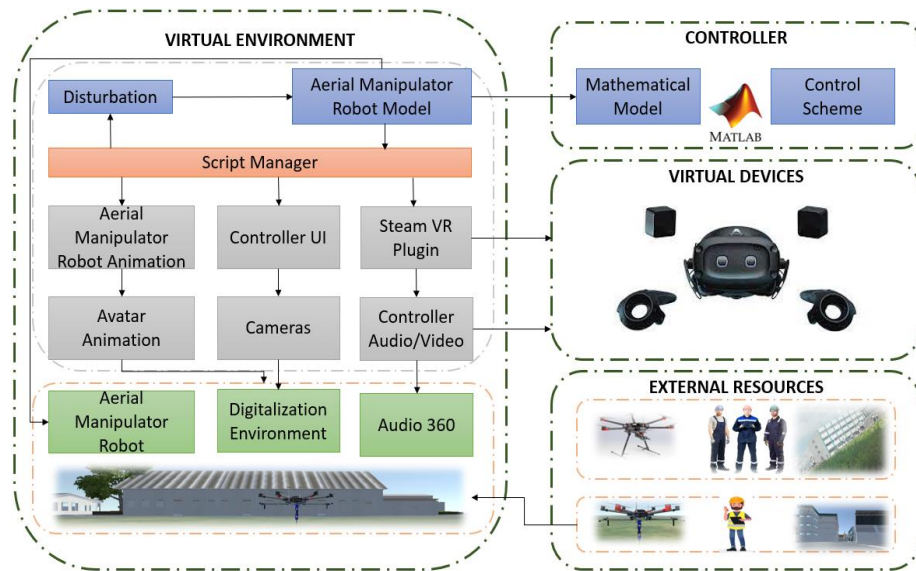 VIRTUAL ENVIRONMENT
Disturbation
Aerial Manipulator
Robot Model
Script Manager
Aerial
Manipulator
Robot Animation
Controller UI
Steam VR
Plugin
Avatar
Animation
Cameras
Controller
Audio/Video
Aerial
Manipulator
Robot
Digitalization
Environment
Audio 360
CONTROLLER
Mathematical
Model
MATLAB
Control
Scheme
VIRTUAL DEVICES
EXTERNAL RESOURCES